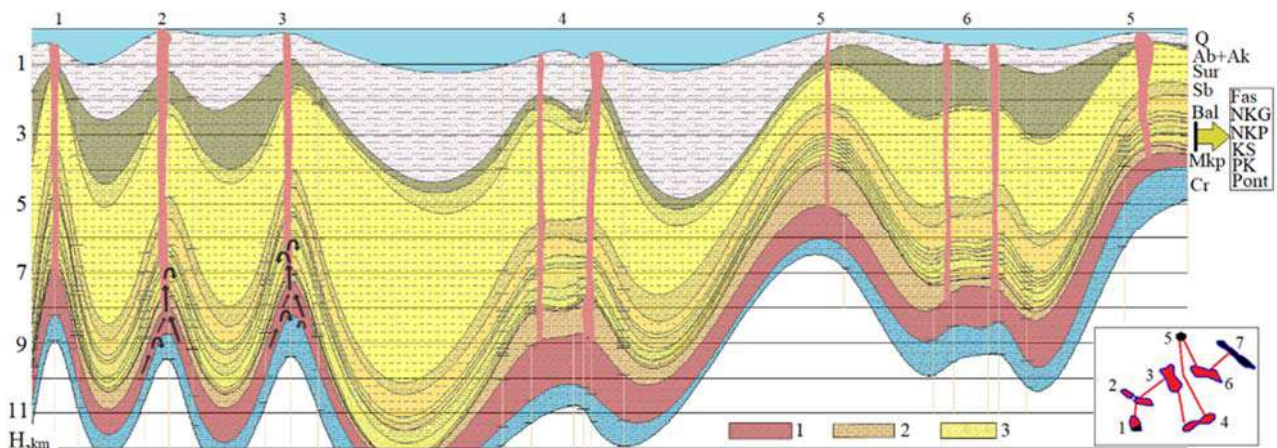 1 2 3 4 5 6 5
Q
Ab+Ak
Sur
Sb
Bal
Mkp
Cr
Fas
NKG
NKP
KS
PK
Pont
1
3
5
7
9
11
H,km
1 2 3
5 7
3
2 6
1 4